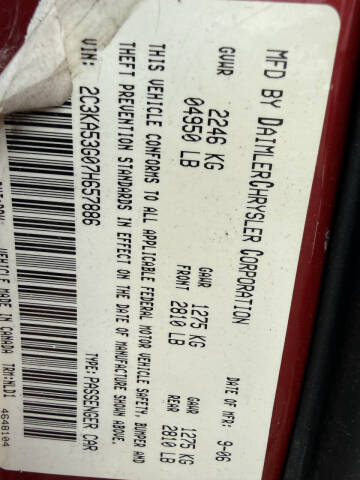 MFD BY DAIMLERCHRYSLER CORPORATION
DATE OF MFR: 9-06
GVWR
2246 KG
04950 LB
GAWR FRONT
1275 KG
2810 LB
GAWR REAR
1275 KG
2810 LB
THIS VEHICLE CONFORMS TO ALL APPLICABLE FEDERAL MOTOR VEHICLE SAFETY, BUMPER AND
THEFT PREVENTION STANDARDS IN EFFECT ON THE DATE OF MANUFACTURE SHOWN ABOVE.
VIN: 2C3KA53G07H657886
TYPE: PASSENGER CAR
VEHICLE MADE IN CANADA TRM:NLDI
4648104